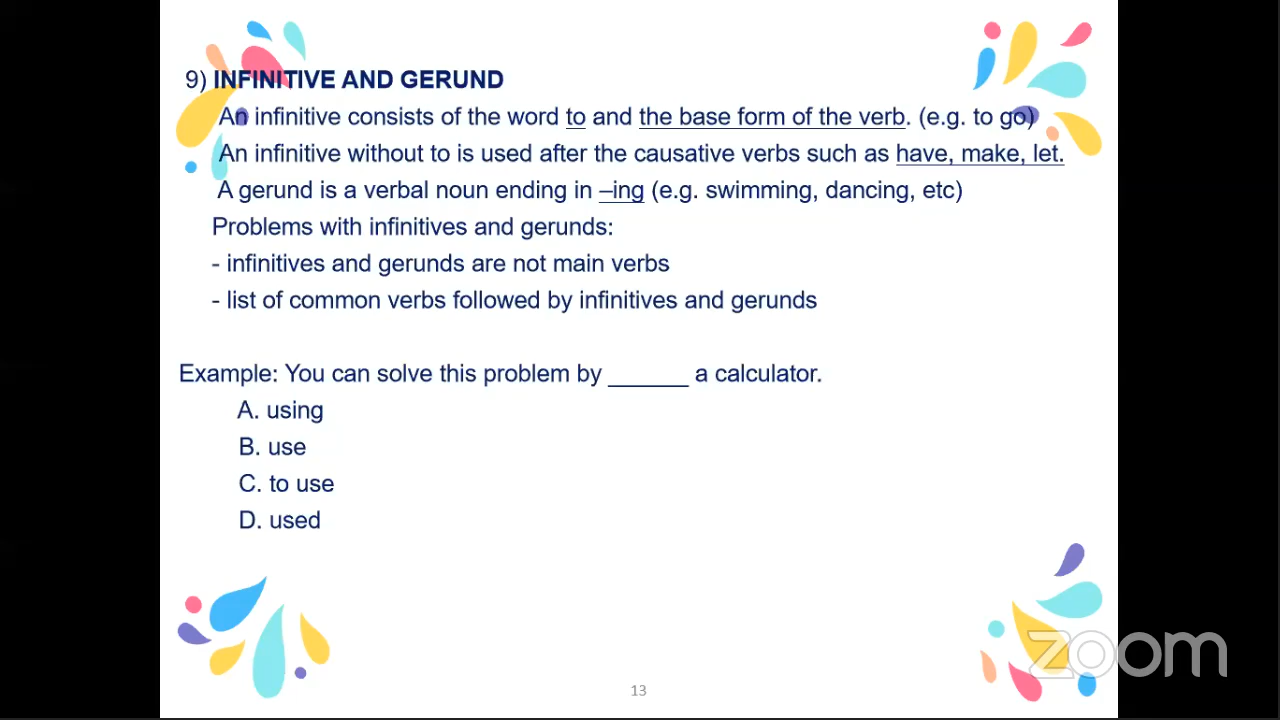 9) INFINITIVE AND GERUND
An infinitive consists of the word to and the base form of the verb. (e.g. to go)
An infinitive without to is used after the causative verbs such as have, make, let.
A gerund is a verbal noun ending in –ing (e.g. swimming, dancing, etc)
Problems with infinitives and gerunds:
- infinitives and gerunds are not main verbs
- list of common verbs followed by infinitives and gerunds
Example: You can solve this problem by ______ a calculator.
A. using
B. use
C. to use
D. used
zoom
13